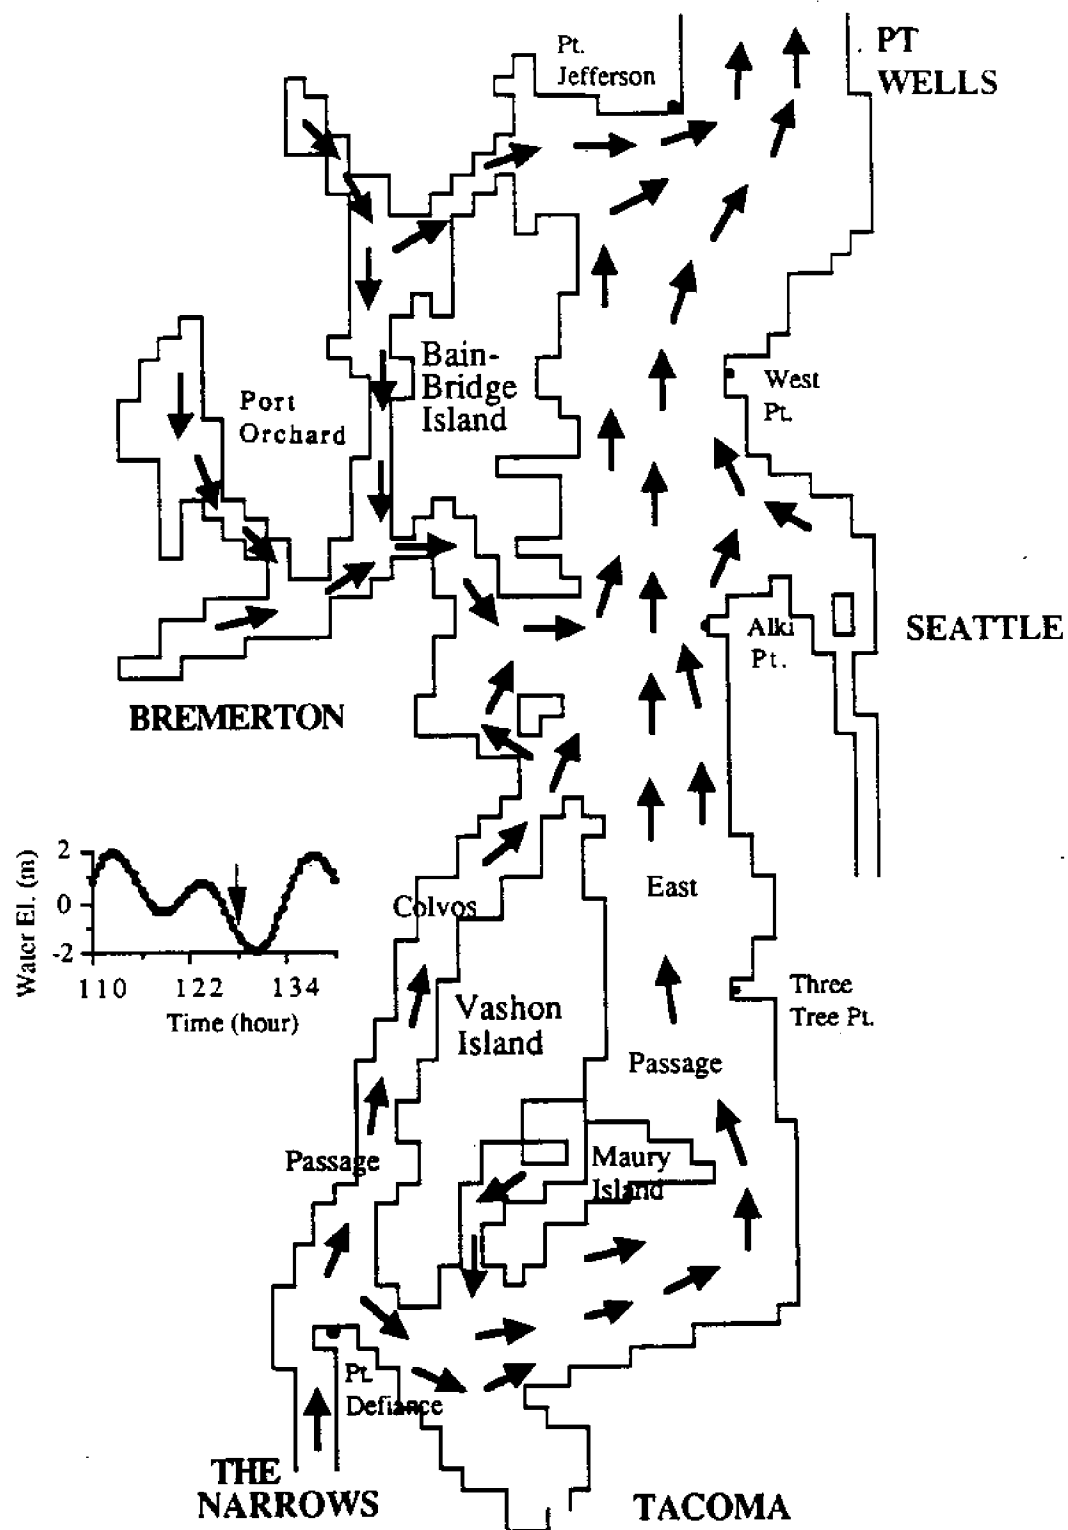 Pt.
Jefferson
PT
WELLS
Bain-
Bridge
Island
Port
Orchard
West
Pt.
Alki
Pt.
SEATTLE
BREMERTON
2
0
-2
Water El. (m)
110 122 134
Time (hour)
East
Colvos
Three
Tree Pt.
Vashon
Island
Passage
Passage
Maury
Island
Pt.
Defiance
THE
NARROWS
TACOMA